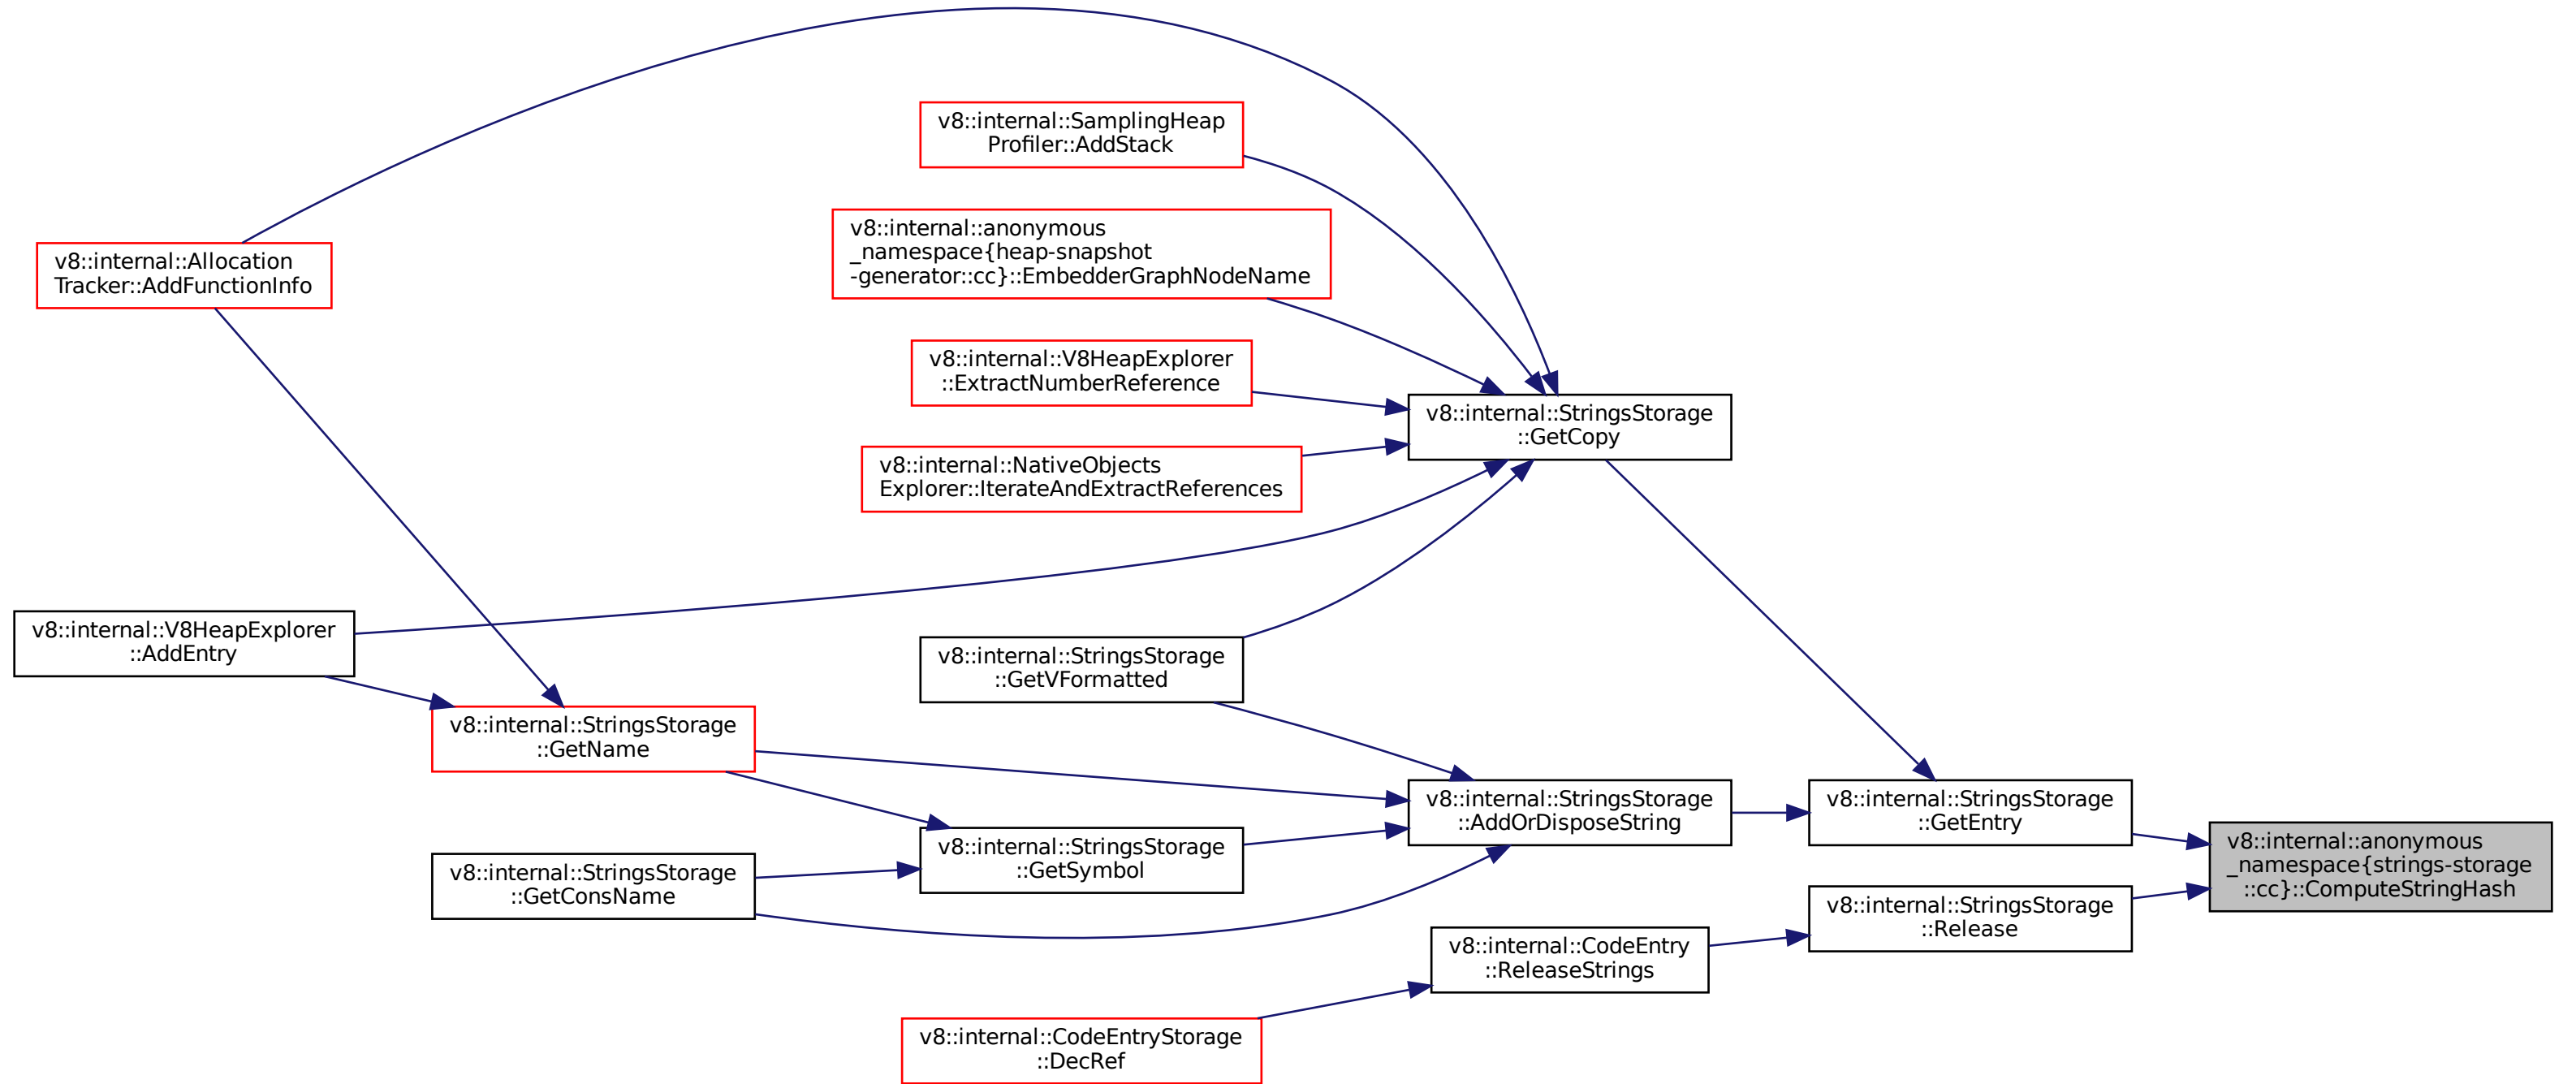 v8::internal::SamplingHeap
Profiler::AddStack
v8::internal::anonymous
_namespace{heap-snapshot
-generator::cc}::EmbedderGraphNodeName
v8::internal::Allocation
Tracker::AddFunctionInfo
v8::internal::V8HeapExplorer
::ExtractNumberReference
v8::internal::StringsStorage
::GetCopy
v8::internal::NativeObjects
Explorer::IterateAndExtractReferences
v8::internal::V8HeapExplorer
::AddEntry
v8::internal::StringsStorage
::GetVFormatted
v8::internal::StringsStorage
::GetName
v8::internal::StringsStorage
::AddOrDisposeString
v8::internal::StringsStorage
::GetEntry
v8::internal::StringsStorage
::GetSymbol
v8::internal::anonymous
_namespace{strings-storage
::cc}::ComputeStringHash
v8::internal::StringsStorage
::GetConsName
v8::internal::StringsStorage
::Release
v8::internal::CodeEntry
::ReleaseStrings
v8::internal::CodeEntryStorage
::DecRef